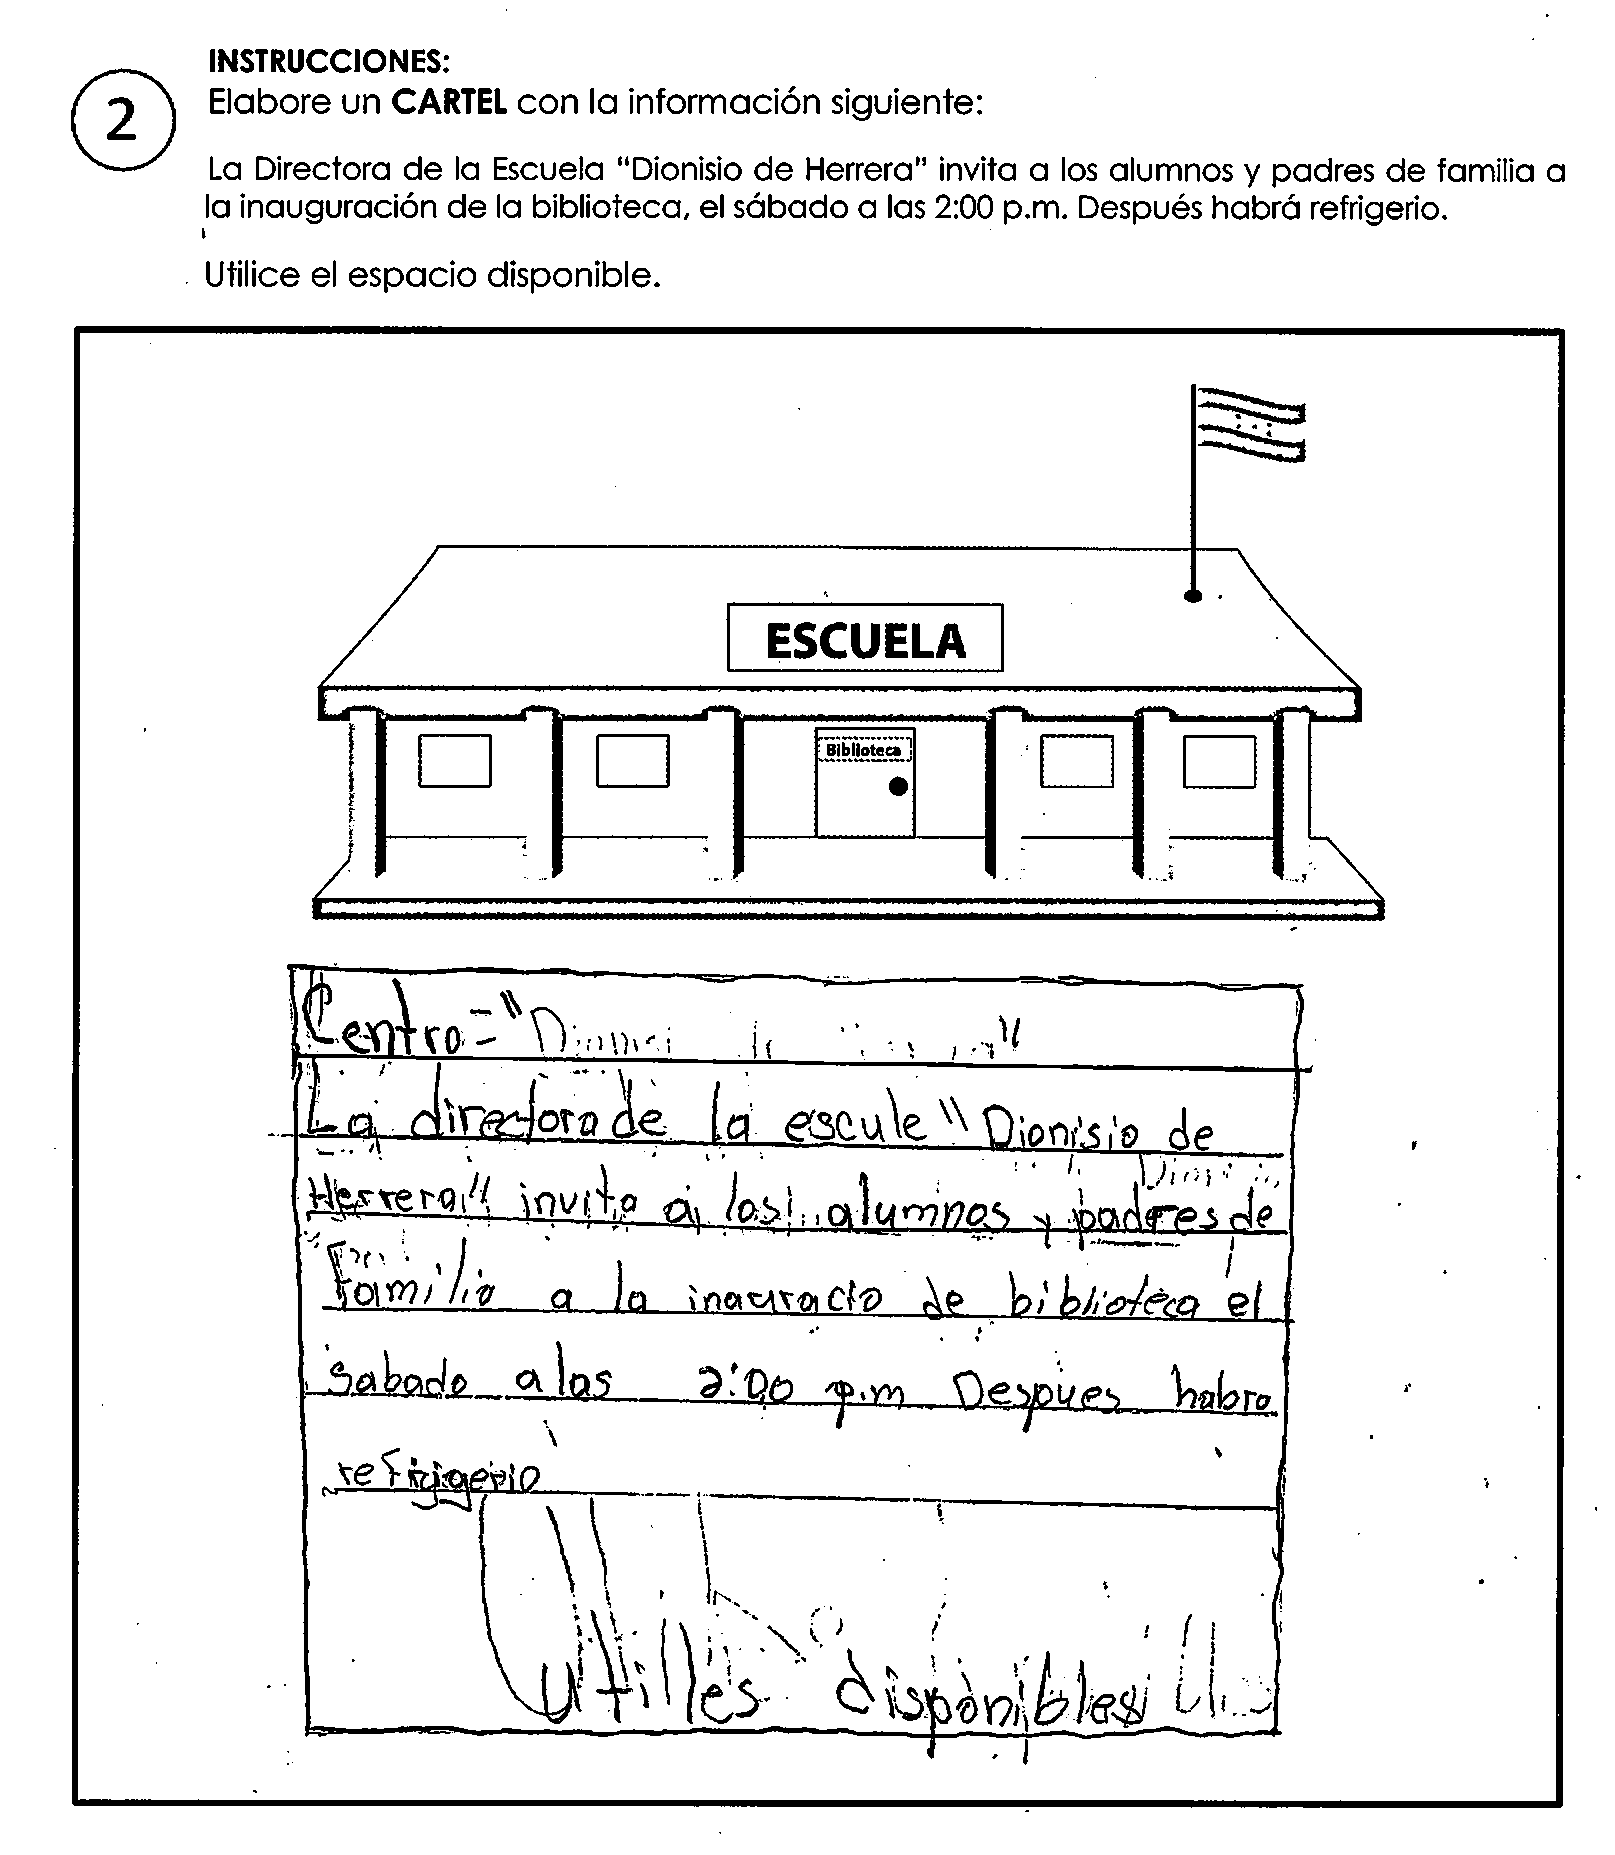 INSTRUCCIONES:
2
Elabore un CARTEL con la información siguiente:
La Directora de la Escuela "Dionisio de Herrera" invita a los alumnos y padres de familia a
la inauguración de la biblioteca, el sábado a las 2:00 p.m. Después habrá refrigerio.
Utilice el espacio disponible.
ESCUELA
Biblioteca
Centro = " "
La directora de la escule " Dionisio de
Herrera" invita a los alumnos y padres de
Familia a la inauracio de biblioteca el
Sabado a las 2:00 p.m Despues habra
refrigigerio
utilles disponibles